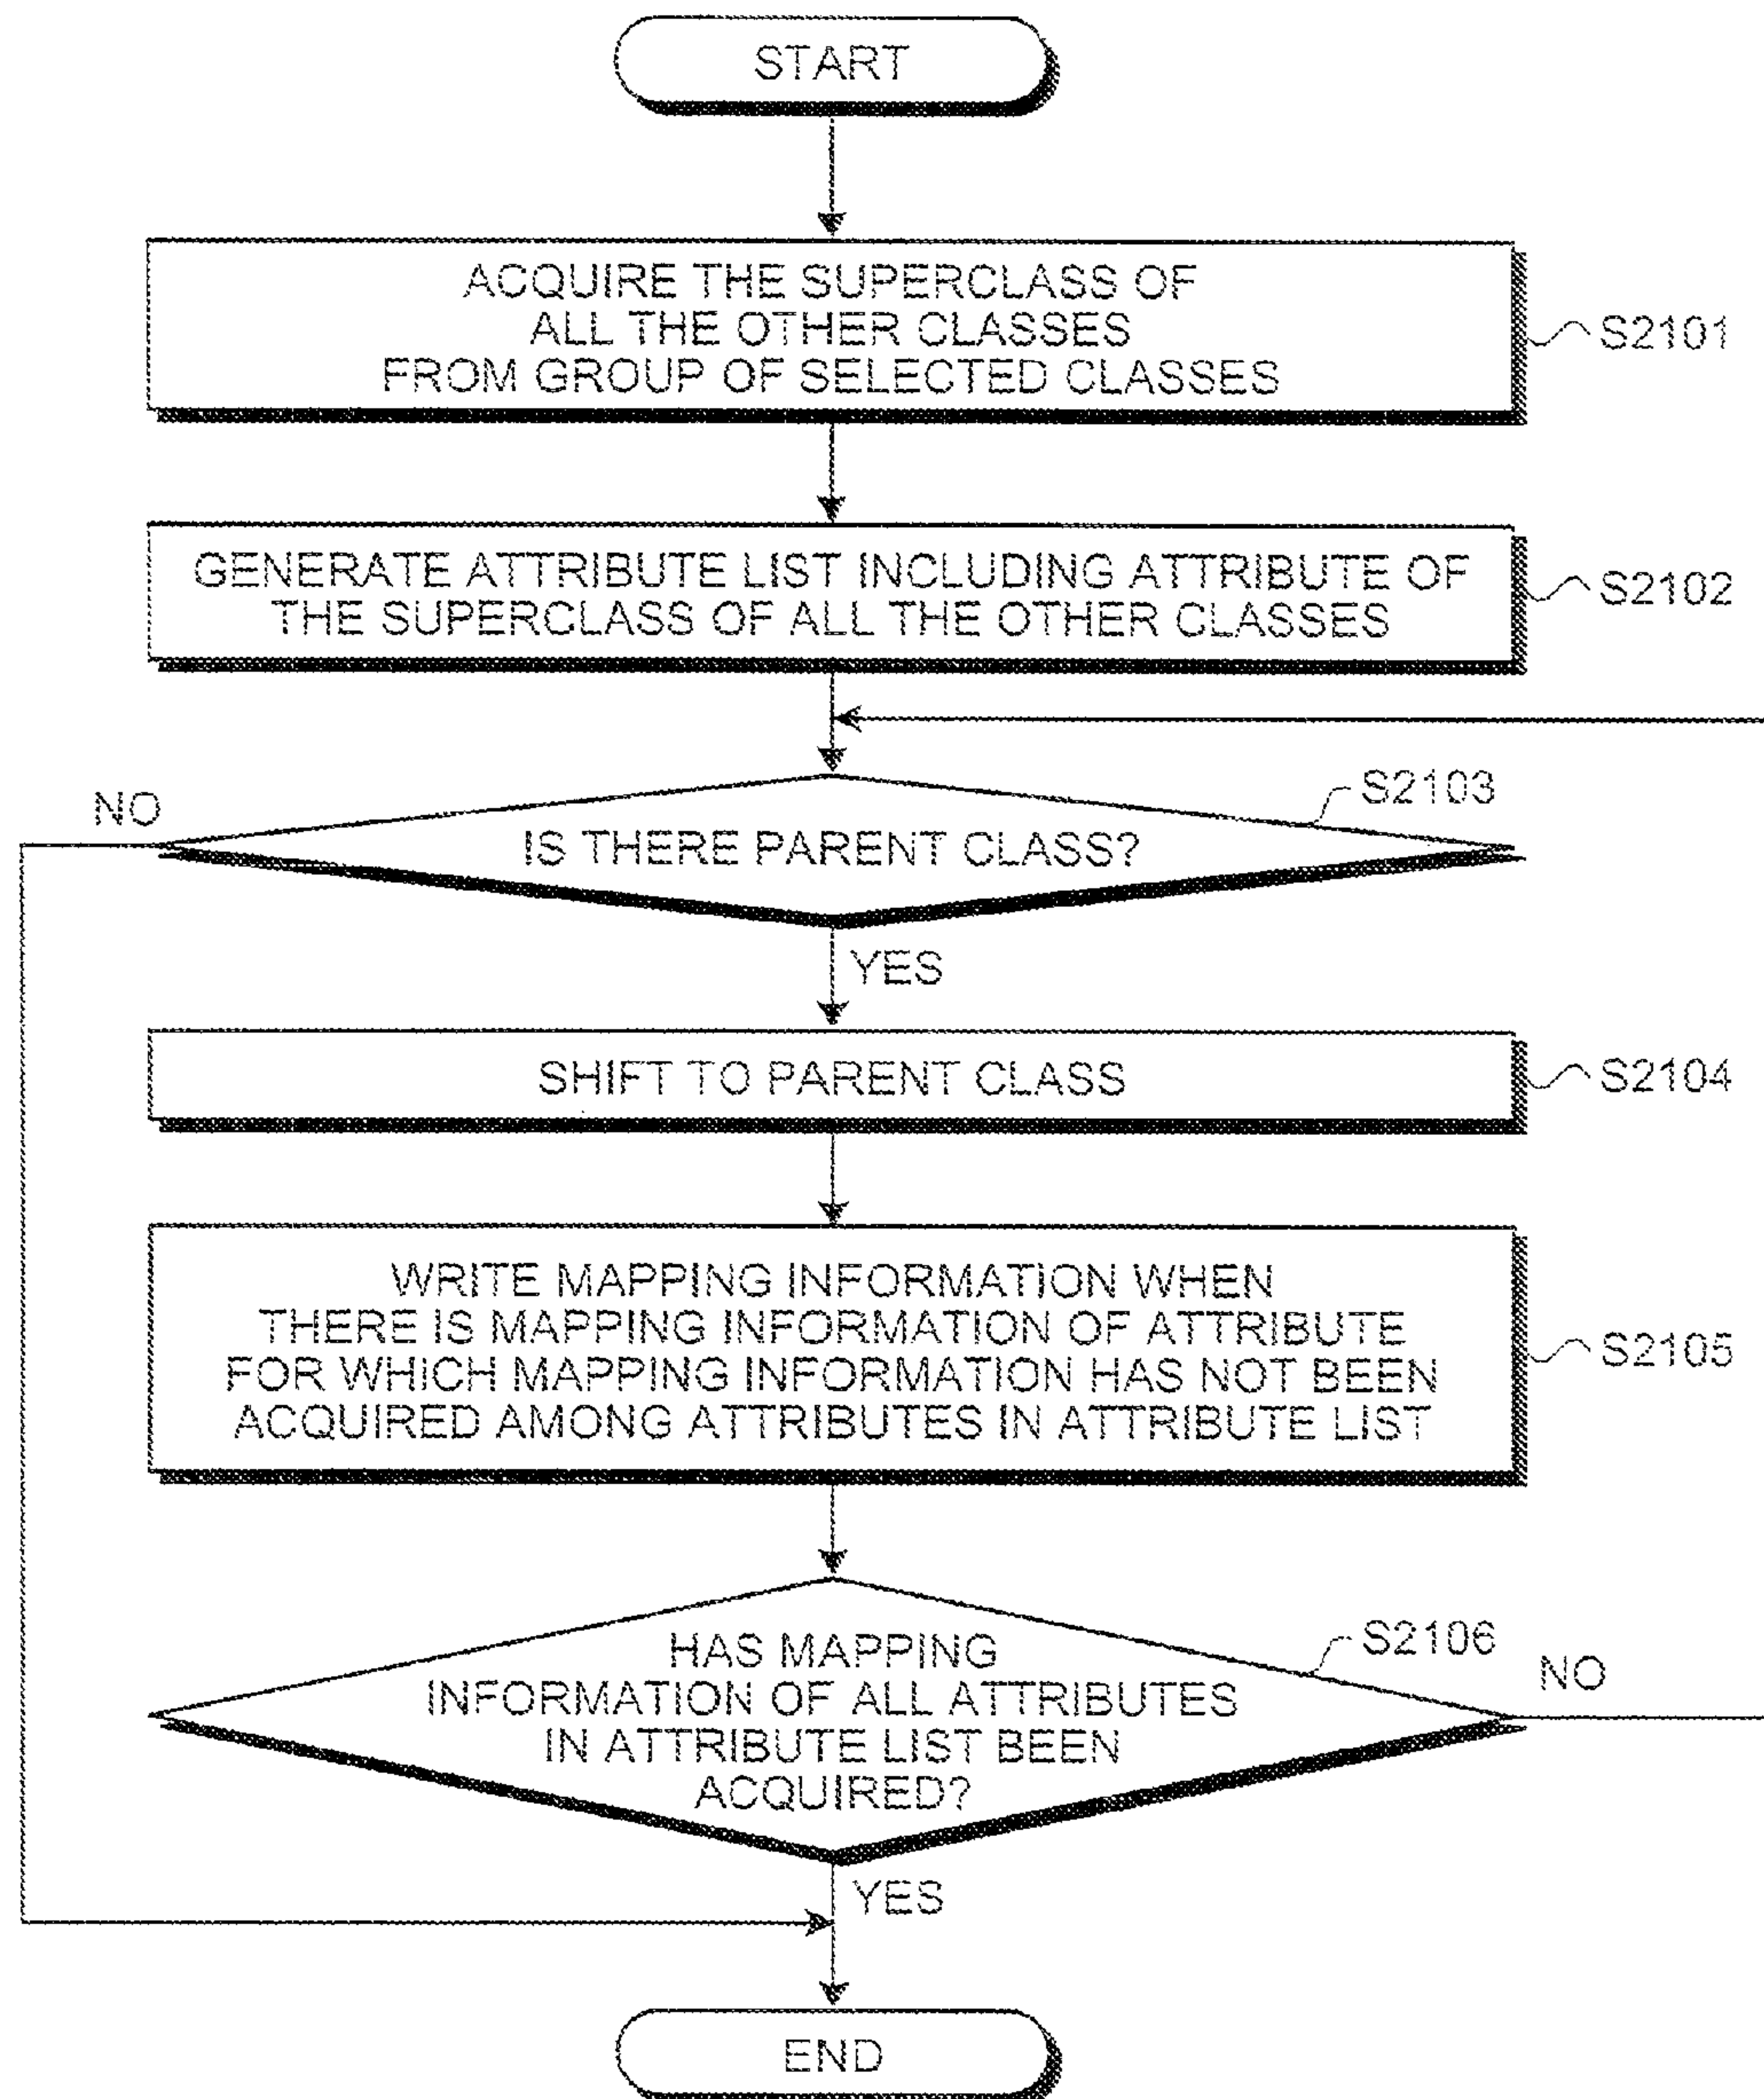 START
ACQUIRE THE SUPERCLASS OF
ALL THE OTHER CLASSES
FROM GROUP OF SELECTED CLASSES
S2101
GENERATE ATTRIBUTE LIST INCLUDING ATTRIBUTE OF
THE SUPERCLASS OF ALL THE OTHER CLASSES
S2102
S2103
NO
IS THERE PARENT CLASS?
YES
SHIFT TO PARENT CLASS
S2104
WRITE MAPPING INFORMATION WHEN
THERE IS MAPPING INFORMATION OF ATTRIBUTE
FOR WHICH MAPPING INFORMATION HAS NOT BEEN
ACQUIRED AMONG ATTRIBUTES IN ATTRIBUTE LIST
S2105
S2106
HAS MAPPING
INFORMATION OF ALL ATTRIBUTES
IN ATTRIBUTE LIST BEEN
ACQUIRED?
NO
YES
END